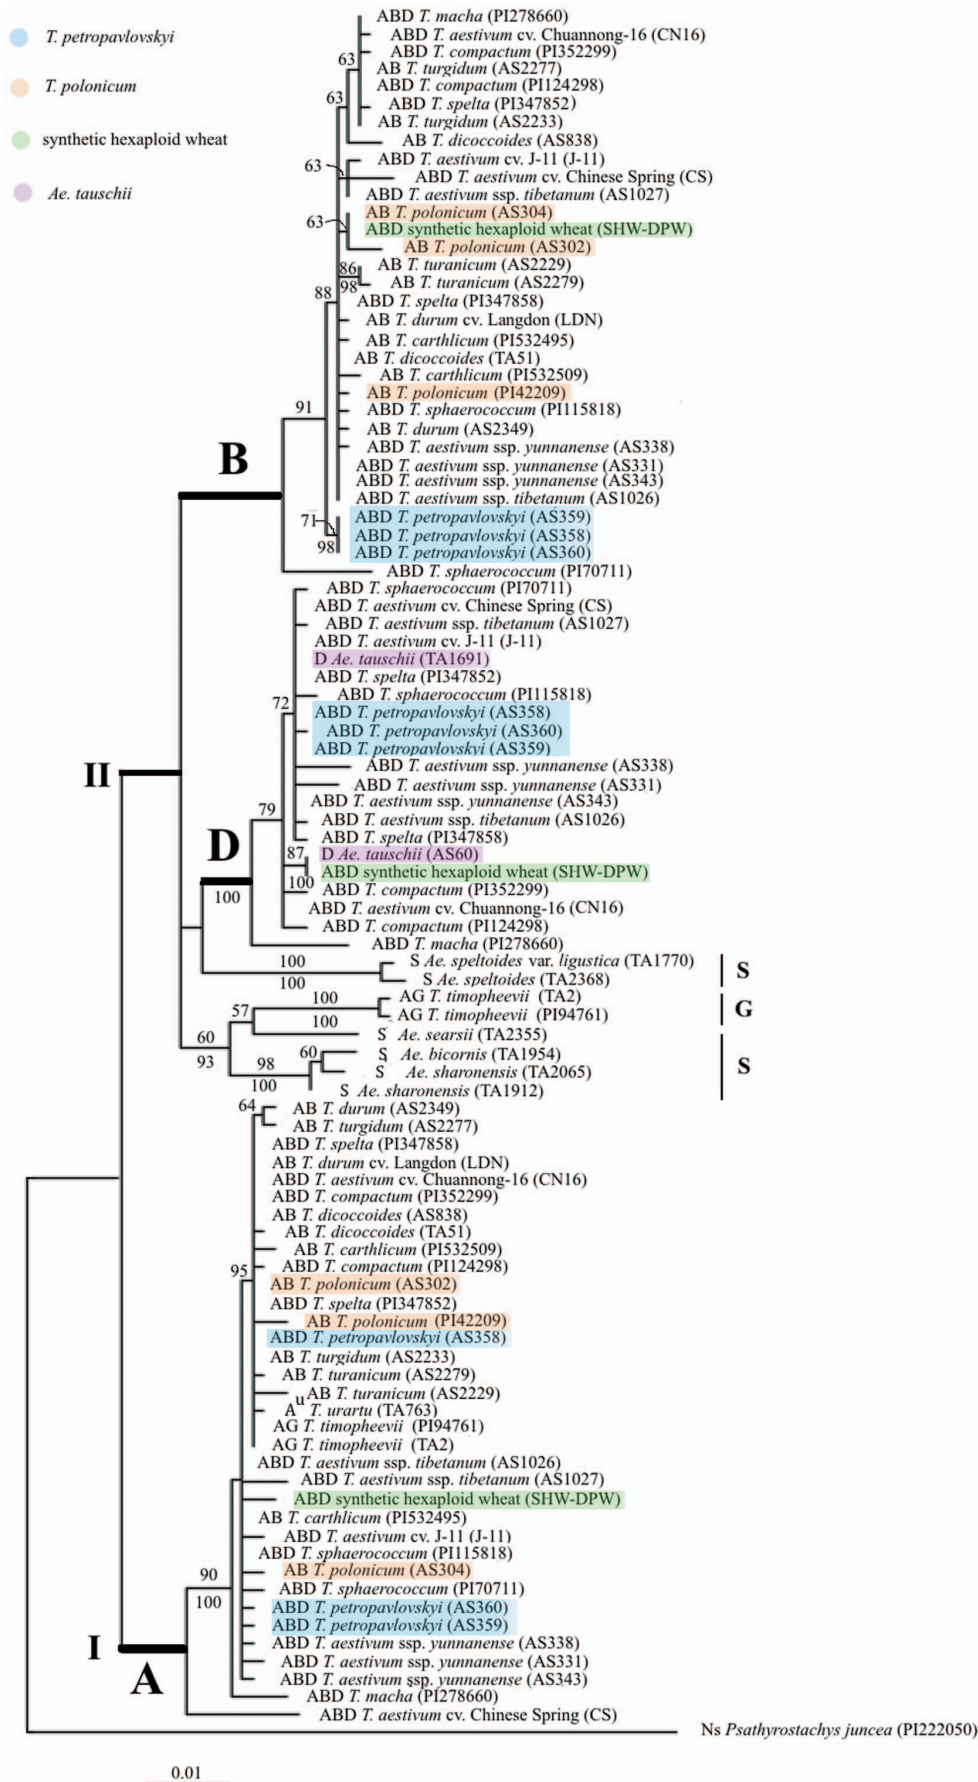 T. petropavlovskyi
T. polonicum
synthetic hexaploid wheat
Ae. tauschii
ABD T. macha (PI278660)
ABD T. aestivum cv. Chuannong-16 (CN16)
ABD T. compactum (PI352299)
63
AB T. turgidum (AS2277)
ABD T. compactum (PI124298)
63
ABD T. spelta (PI347852)
AB T. turgidum (AS2233)
AB T. dicoccoides (AS838)
63
ABD T. aestivum cv. J-11 (J-11)
ABD T. aestivum cv. Chinese Spring (CS)
ABD T. aestivum ssp. tibetanum (AS1027)
AB T. polonicum (AS304)
63
ABD synthetic hexaploid wheat (SHW-DPW)
AB T. polonicum (AS302)
86
AB T. turanicum (AS2229)
98
AB T. turanicum (AS2279)
88
ABD T. spelta (PI347858)
AB T. durum cv. Langdon (LDN)
AB T. carthlicum (PI532495)
AB T. dicoccoides (TA51)
AB T. carthlicum (PI532509)
AB T. polonicum (PI42209)
91
ABD T. sphaerococcum (PI115818)
AB T. durum (AS2349)
ABD T. aestivum ssp. yunnanense (AS338)
B
ABD T. aestivum ssp. yunnanense (AS331)
ABD T. aestivum ssp. yunnanense (AS343)
ABD T. aestivum ssp. tibetanum (AS1026)
71
ABD T. petropavlovskyi (AS359)
ABD T. petropavlovskyi (AS358)
98
ABD T. petropavlovskyi (AS360)
ABD T. sphaerococcum (PI70711)
ABD T. sphaerococcum (PI70711)
ABD T. aestivum cv. Chinese Spring (CS)
ABD T. aestivum ssp. tibetanum (AS1027)
ABD T. aestivum cv. J-11 (J-11)
D Ae. tauschii (TA1691)
ABD T. spelta (PI347852)
ABD T. sphaerococcum (PI115818)
72
ABD T. petropavlovskyi (AS358)
ABD T. petropavlovskyi (AS360)
ABD T. petropavlovskyi (AS359)
ABD T. aestivum ssp. yunnanense (AS338)
II
ABD T. aestivum ssp. yunnanense (AS331)
ABD T. aestivum ssp. yunnanense (AS343)
79
ABD T. aestivum ssp. tibetanum (AS1026)
ABD T. spelta (PI347858)
D
87
D Ae. tauschii (AS60)
ABD synthetic hexaploid wheat (SHW-DPW)
100
100
ABD T. compactum (PI352299)
ABD T. aestivum cv. Chuannong-16 (CN16)
ABD T. compactum (PI124298)
ABD T. macha (PI278660)
100
S Ae. speltoides var. ligustica (TA1770)
S
100
S Ae. speltoides (TA2368)
100
AG T. timopheevii (TA2)
G
57
100
AG T. timopheevii (PI94761)
60
S Ae. searsii (TA2355)
93
60
S Ae. bicornis (TA1954)
98
S Ae. sharonensis (TA2065)
S
100
S Ae. sharonensis (TA1912)
64
AB T. durum (AS2349)
AB T. turgidum (AS2277)
ABD T. spelta (PI347858)
AB T. durum cv. Langdon (LDN)
ABD T. aestivum cv. Chuannong-16 (CN16)
ABD T. compactum (PI352299)
AB T. dicoccoides (AS838)
AB T. dicoccoides (TA51)
AB T. carthlicum (PI532509)
ABD T. compactum (PI124298)
95
AB T. polonicum (AS302)
ABD T. spelta (PI347852)
AB T. polonicum (PI42209)
ABD T. petropavlovskyi (AS358)
AB T. turgidum (AS2233)
AB T. turanicum (AS2279)
AB T. turanicum (AS2229)
Au T. urartu (TA763)
AG T. timopheevii (PI94761)
AG T. timopheevii (TA2)
ABD T. aestivum ssp. tibetanum (AS1026)
ABD T. aestivum ssp. tibetanum (AS1027)
ABD synthetic hexaploid wheat (SHW-DPW)
AB T. carthlicum (PI532495)
ABD T. aestivum cv. J-11 (J-11)
ABD T. sphaerococcum (PI115818)
90
AB T. polonicum (AS304)
100
ABD T. sphaerococcum (PI70711)
ABD T. petropavlovskyi (AS360)
ABD T. petropavlovskyi (AS359)
I
ABD T. aestivum ssp. yunnanense (AS338)
A
ABD T. aestivum ssp. yunnanense (AS331)
ABD T. aestivum ssp. yunnanense (AS343)
ABD T. macha (PI278660)
ABD T. aestivum cv. Chinese Spring (CS)
Ns Psathyrostachys juncea (PI222050)
0.01